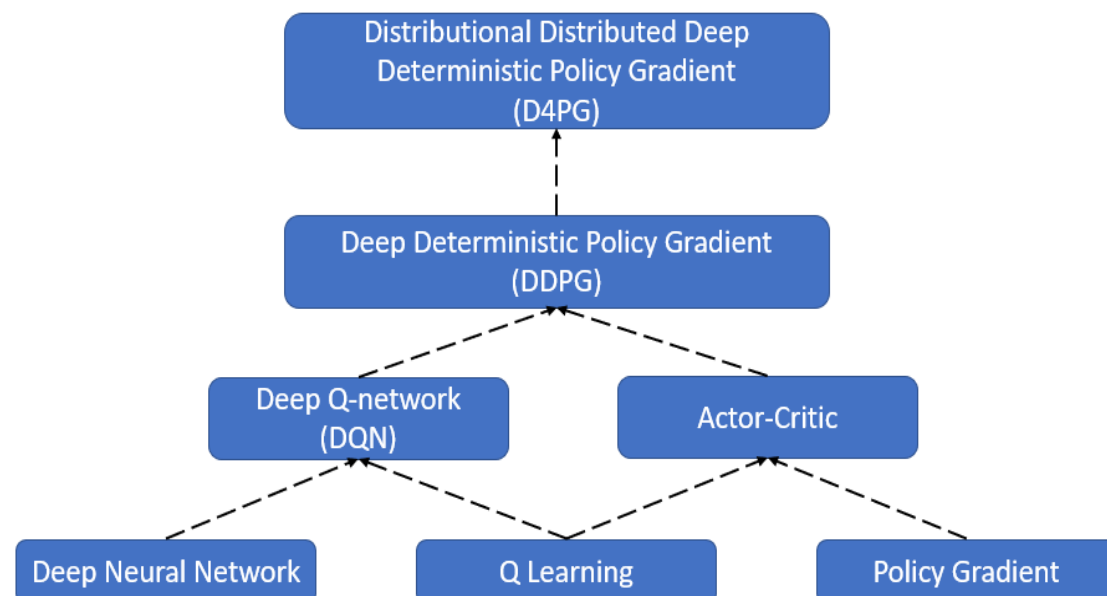 Distributional Distributed Deep
Deterministic Policy Gradient
(D4PG)
Deep Deterministic Policy Gradient
(DDPG)
Deep Q-network
(DQN)
Actor-Critic
Deep Neural Network
Q Learning
Policy Gradient